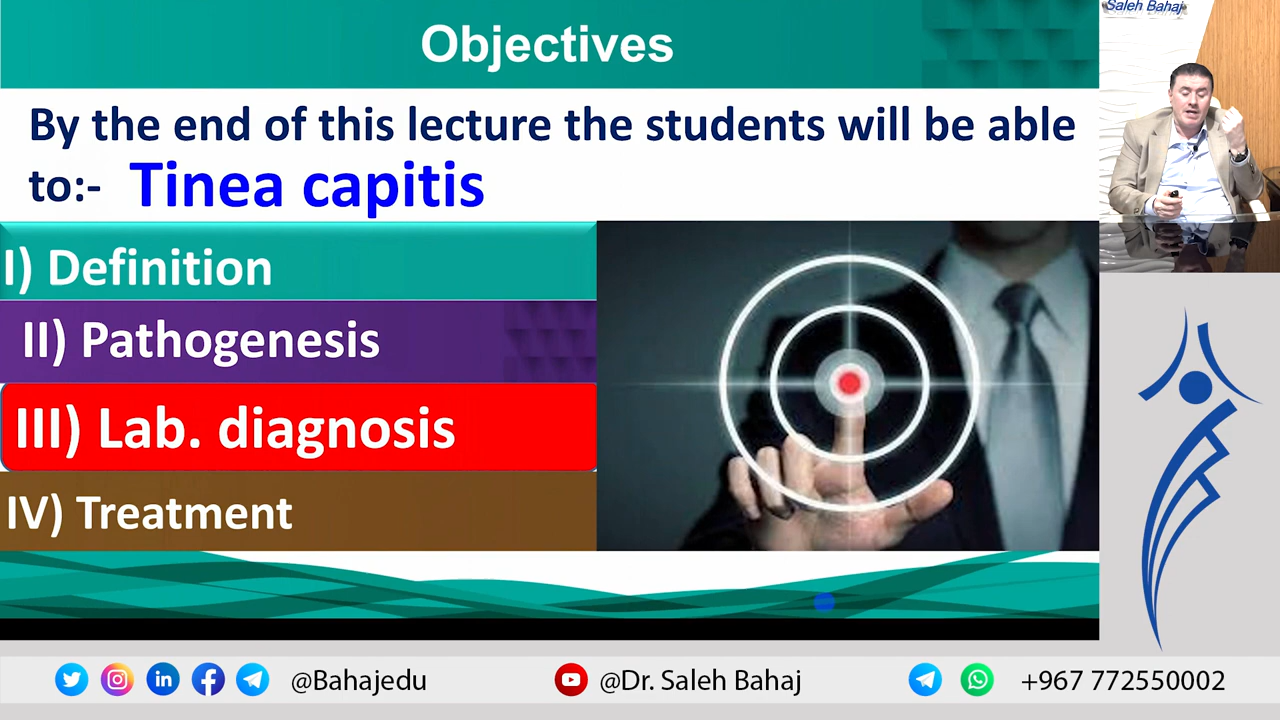 Objectives
By the end of this lecture the students will be able
to:- Tinea capitis
I) Definition
II) Pathogenesis
III) Lab. diagnosis
IV) Treatment
Saleh Bahaj
@Bahajedu
@Dr. Saleh Bahaj
+967 772550002